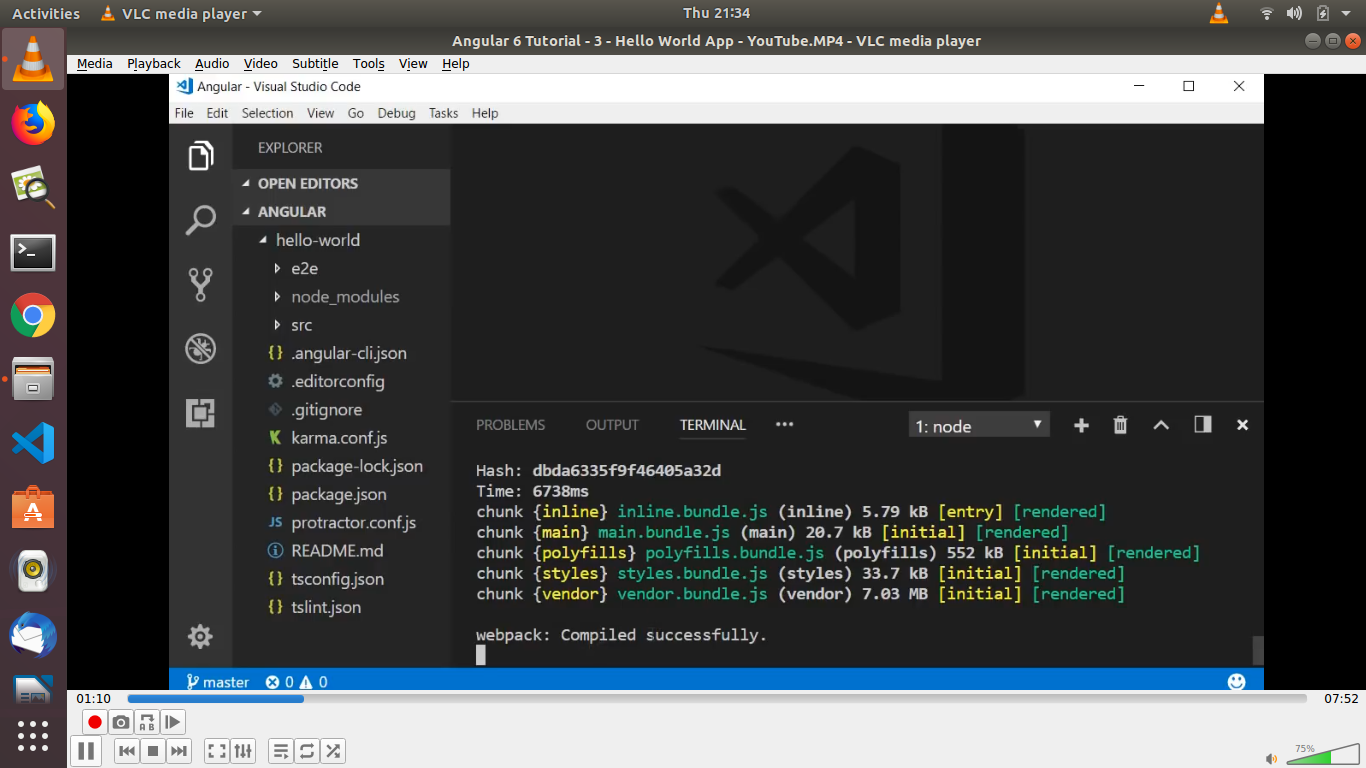 Activities VLC media player Thu 21:34
Angular 6 Tutorial - 3 - Hello World App - YouTube.MP4 - VLC media player
Media Playback Audio Video Subtitle Tools View Help
Angular - Visual Studio Code
File Edit Selection View Go Debug Tasks Help
EXPLORER
OPEN EDITORS
ANGULAR
hello-world
e2e
node_modules
src
{} .angular-cli.json
.editorconfig
.gitignore
K karma.conf.js
{} package-lock.json
{} package.json
JS protractor.conf.js
README.md
{} tsconfig.json
{} tslint.json
PROBLEMS OUTPUT TERMINAL ••• 1: node
Hash: dbda6335f9f46405a32d
Time: 6738ms
chunk {inline} inline.bundle.js (inline) 5.79 kB [entry] [rendered]
chunk {main} main.bundle.js (main) 20.7 kB [initial] [rendered]
chunk {polyfills} polyfills.bundle.js (polyfills) 552 kB [initial] [rendered]
chunk {styles} styles.bundle.js (styles) 33.7 kB [initial] [rendered]
chunk {vendor} vendor.bundle.js (vendor) 7.03 MB [initial] [rendered]
webpack: Compiled successfully.
master 0 0
01:10 07:52
A B
75%